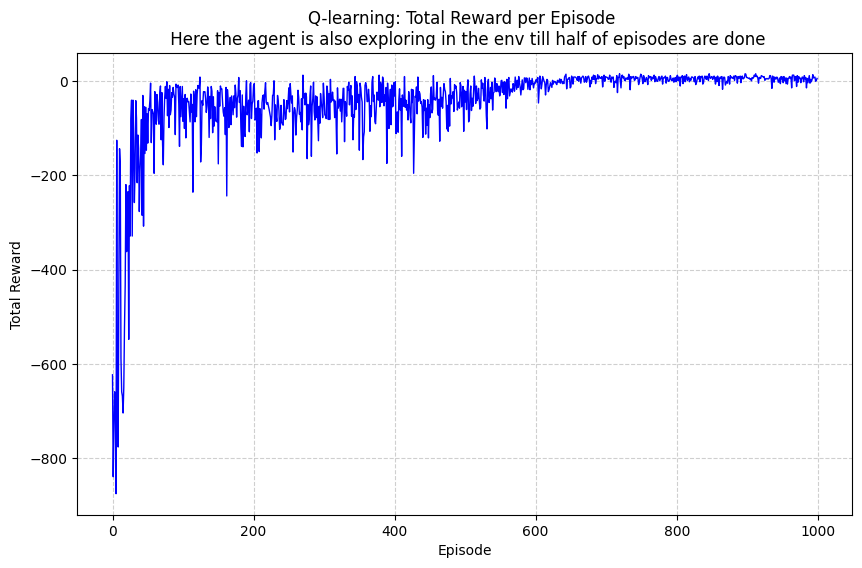 Q-learning: Total Reward per Episode
Here the agent is also exploring in the env till half of episodes are done
0
−200
−400
−600
−800
Total Reward
0
200
400
600
800
1000
Episode